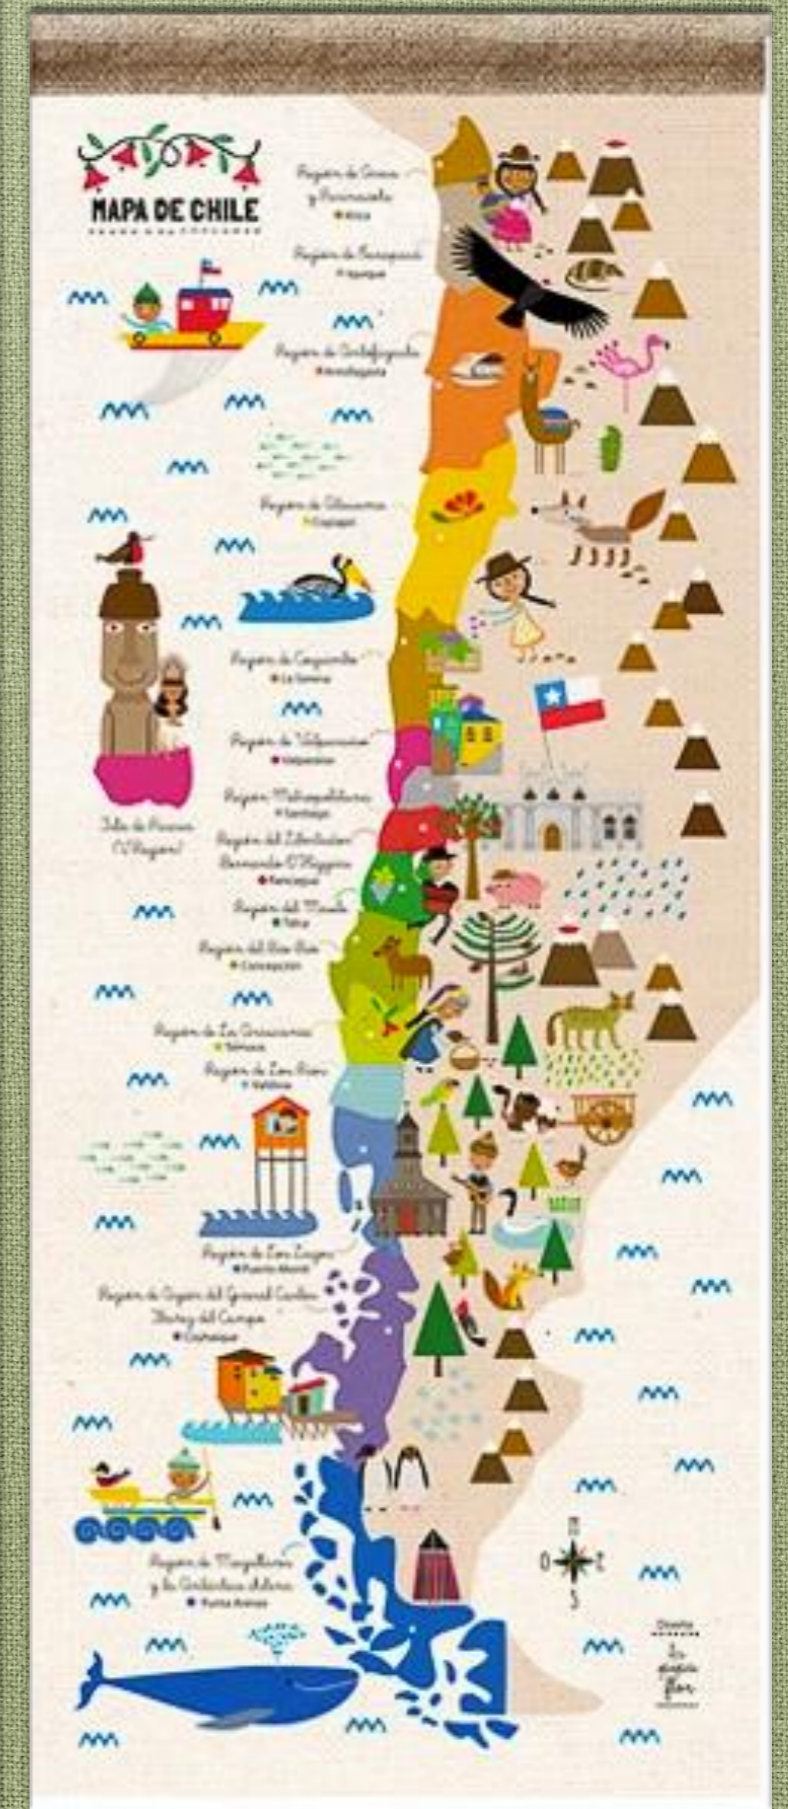 MAPA DE CHILE
Región de Arica
y Parinacota
Arica
Región de Tarapacá
Iquique
Región de Antofagasta
Antofagasta
Región de Atacama
Copiapó
Región de Coquimbo
La Serena
Región de Valparaíso
Valparaíso
Región Metropolitana
Santiago
Isla de Pascua
(V Región)
Región del Libertador
Bernardo O'Higgins
Rancagua
Región del Maule
Talca
Región del Bío Bío
Concepción
Región de La Araucanía
Temuco
Región de Los Ríos
Valdivia
Región de Los Lagos
Puerto Montt
Región de Aysén del General Carlos
Ibáñez del Campo
Coyhaique
N
O E
S
Región de Magallanes
y la Antártica chilena
Punta Arenas
Diseño
flor